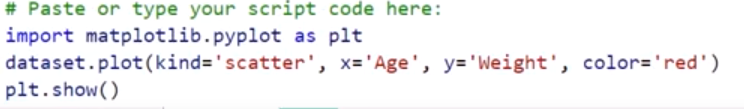 # Paste or type your script code here:
import matplotlib.pyplot as plt
dataset.plot(kind='scatter', x='Age', y='Weight', color='red')
plt.show()